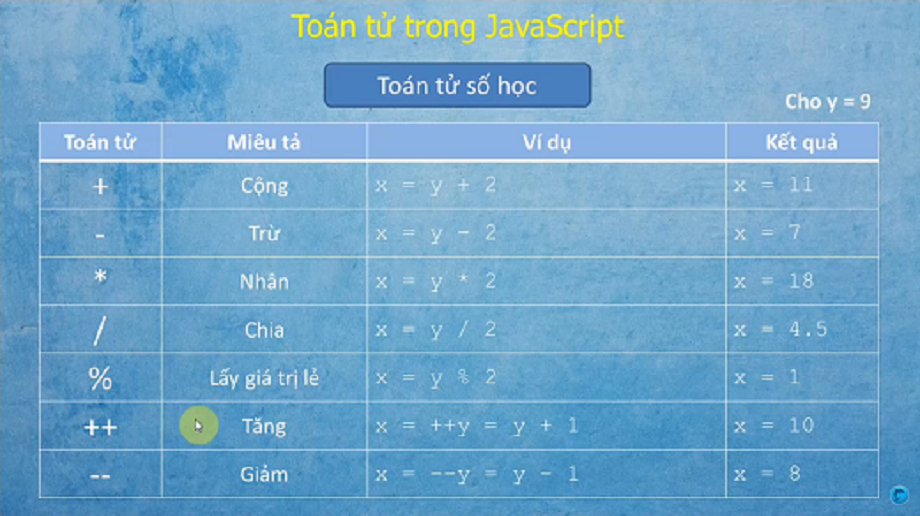 Toán tử trong JavaScript
Toán tử số học
Cho y = 9
Toán tử Miêu tả Ví dụ Kết quả
+ Cộng x = y + 2 x = 11
- Trừ x = y - 2 x = 7
* Nhân x = y * 2 x = 18
/ Chia x = y / 2 x = 4.5
% Lấy giá trị lẻ x = y % 2 x = 1
++ Tăng x = ++y = y + 1 x = 10
-- Giảm x = --y = y - 1 x = 8